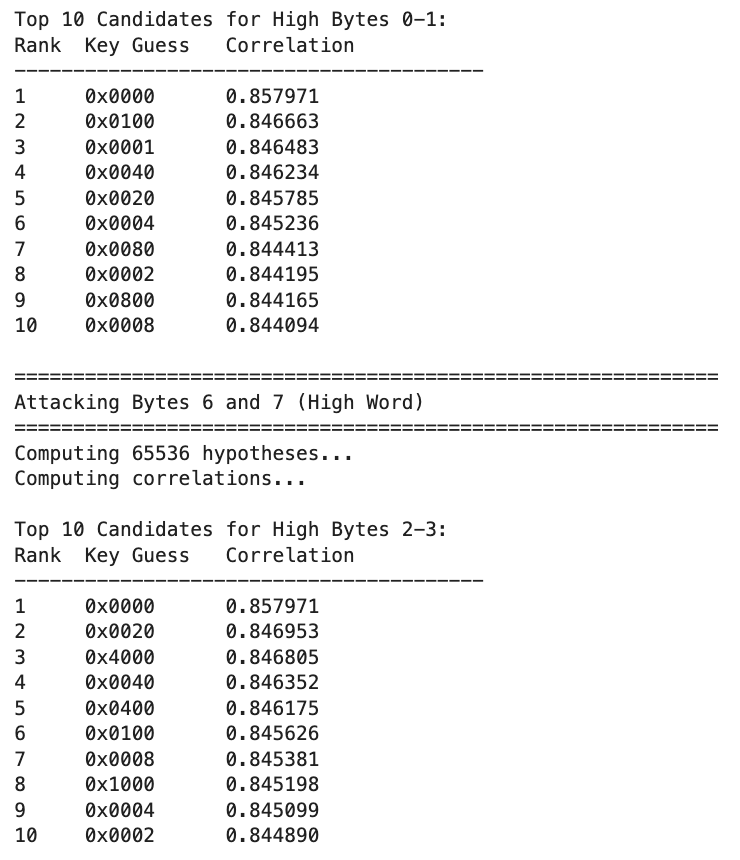 Top 10 Candidates for High Bytes 0-1:
Rank  Key Guess   Correlation
----------------------------------------
1     0x0000      0.857971
2     0x0100      0.846663
3     0x0001      0.846483
4     0x0040      0.846234
5     0x0020      0.845785
6     0x0004      0.845236
7     0x0080      0.844413
8     0x0002      0.844195
9     0x0800      0.844165
10    0x0008      0.844094
============================================================
Attacking Bytes 6 and 7 (High Word)
============================================================
Computing 65536 hypotheses...
Computing correlations...
Top 10 Candidates for High Bytes 2-3:
Rank  Key Guess   Correlation
----------------------------------------
1     0x0000      0.857971
2     0x0020      0.846953
3     0x4000      0.846805
4     0x0040      0.846352
5     0x0400      0.846175
6     0x0100      0.845626
7     0x0008      0.845381
8     0x1000      0.845198
9     0x0004      0.845099
10    0x0002      0.844890